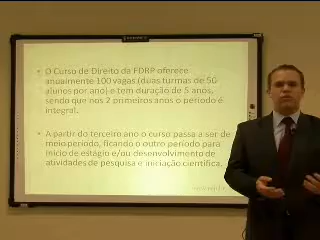 • O Curso de Direito da FDRP oferece
anualmente 100 vagas (duas turmas de 50
alunos por ano) e tem duração de 5 anos,
sendo que nos 2 primeiros anos o período é
integral.
• A partir do terceiro ano o curso passa a ser de
meio período, ficando o outro período para
início de estágio e/ou desenvolvimento de
atividades de pesquisa e iniciação científica.